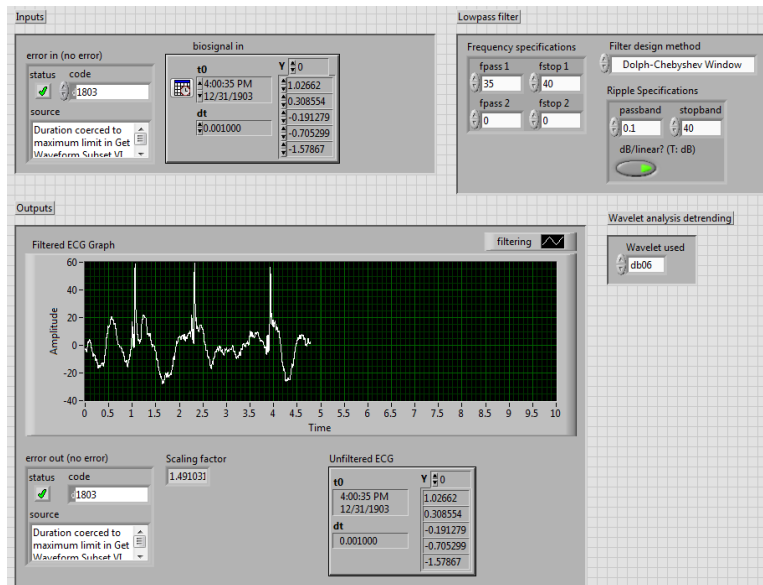 Inputs
error in (no error)
status code
1803
source
Duration coerced to
maximum limit in Get
Waveform Subset VI
biosignal in
t0
4:00:35 PM
12/31/1903
dt
0.001000
Y 0
1.02662
0.308554
-0.191279
-0.705299
-1.57867
Lowpass filter
Frequency specifications
fpass 1 fstop 1
35 40
fpass 2 fstop 2
0 0
Filter design method
Dolph-Chebyshev Window
Ripple Specifications
passband stopband
0.1 40
dB/linear? (T: dB)
Outputs
Filtered ECG Graph
filtering
Amplitude
60
40
20
0
-20
-40
0 0.5 1 1.5 2 2.5 3 3.5 4 4.5 5 5.5 6 6.5 7 7.5 8 8.5 9 9.5 10
Time
Wavelet analysis detrending
Wavelet used
db06
error out (no error)
status code
1803
source
Duration coerced to
maximum limit in Get
Waveform Subset VI
Scaling factor
1.491031
Unfiltered ECG
t0
4:00:35 PM
12/31/1903
dt
0.001000
Y 0
1.02662
0.308554
-0.191279
-0.705299
-1.57867